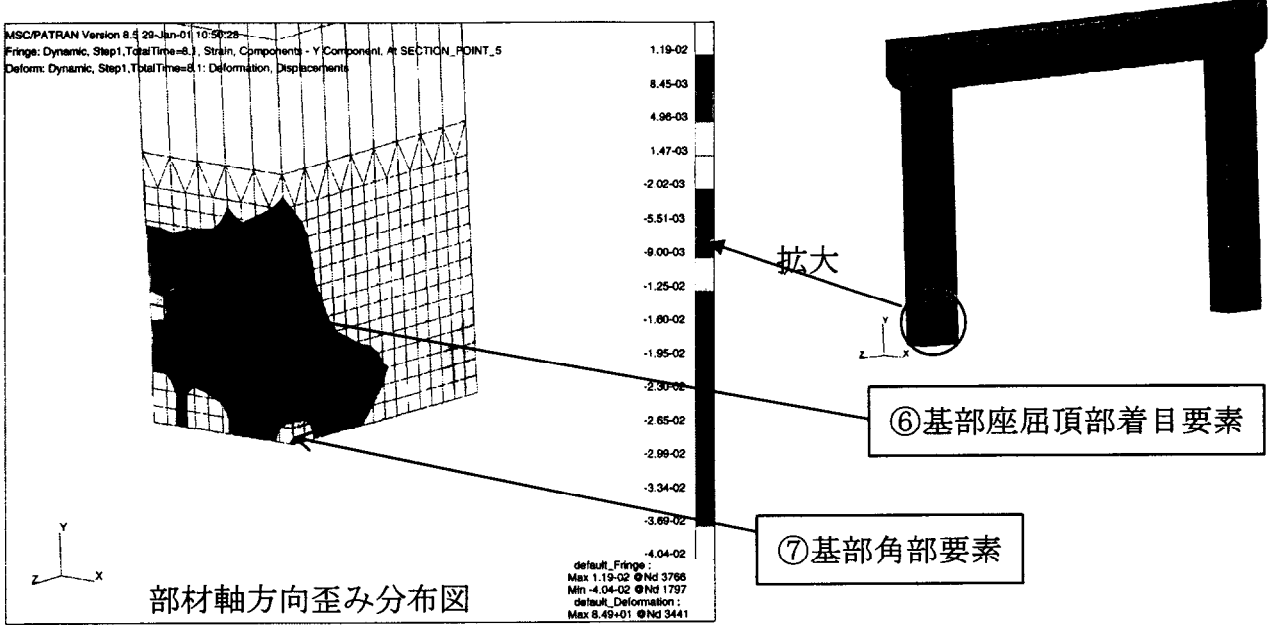 MSC/PATRAN Version 8.5 29-Jan-01 10:56:28
Fringe: Dynamic, Step1,TotalTime=8.1, Strain, Components - Y Component, At SECTION_POINT_5
Deform: Dynamic, Step1,TotalTime=8.1: Deformation, Displacements
1.19-02
8.45-03
4.96-03
1.47-03
-2.02-03
-5.51-03
-9.00-03
-1.25-02
-1.60-02
-1.95-02
-2.30-02
-2.65-02
-2.99-02
-3.34-02
-3.69-02
-4.04-02
default_Fringe :
Max 1.19-02 @Nd 3766
Min -4.04-02 @Nd 1797
default_Deformation :
Max 8.49+01 @Nd 3441
Y
Z
X
部材軸方向歪み分布図
拡大
Y
Z
X
⑥基部座屈頂部着目要素
⑦基部角部要素